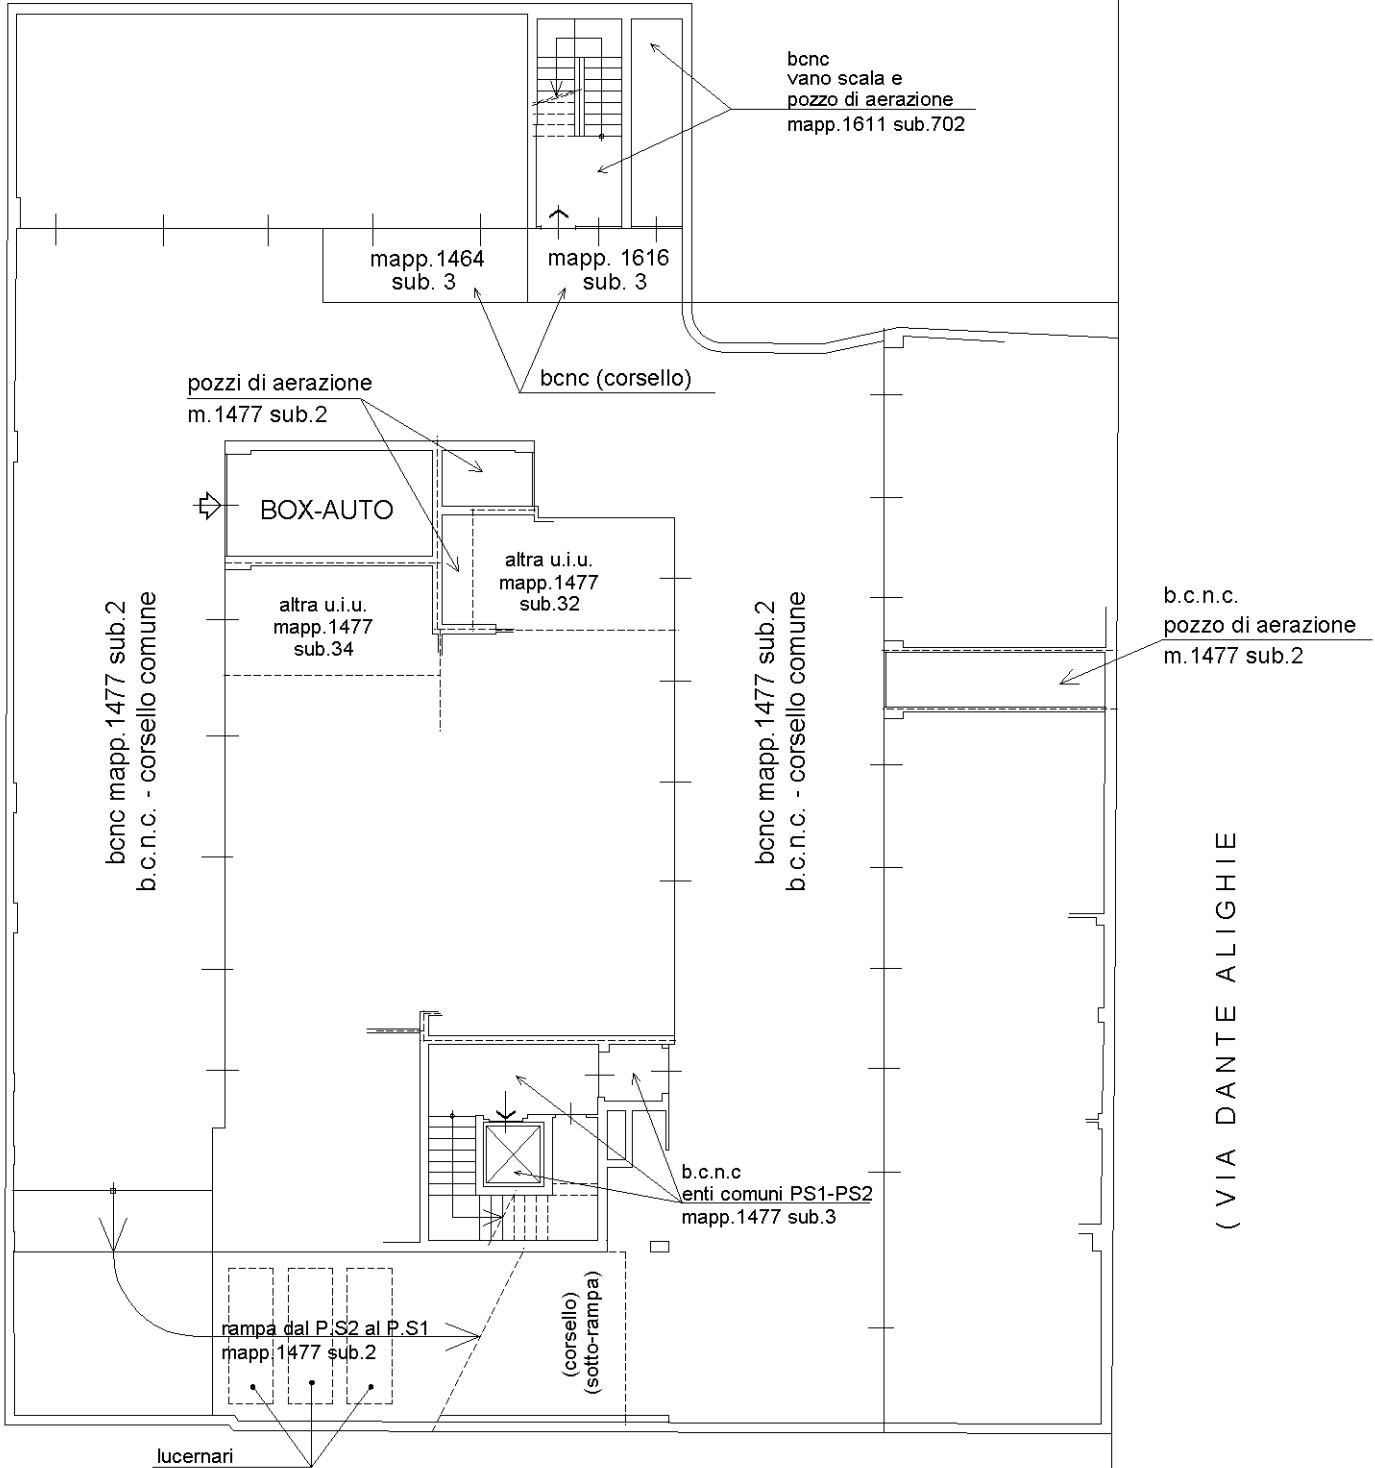 bcnc
vano scala e
pozzo di aerazione
mapp.1611 sub.702
mapp.1464
sub. 3
mapp. 1616
sub. 3
bcnc (corsello)
pozzi di aerazione
m.1477 sub.2
BOX-AUTO
altra u.i.u.
mapp.1477
sub.32
altra u.i.u.
mapp.1477
sub.34
bcnc mapp.1477 sub.2
b.c.n.c. - corsello comune
bcnc mapp.1477 sub.2
b.c.n.c. - corsello comune
b.c.n.c.
pozzo di aerazione
m.1477 sub.2
(VIA DANTE ALIGHIE
b.c.n.c
enti comuni PS1-PS2
mapp.1477 sub.3
(corsello)
(sotto-rampa)
rampa dal P.S2 al P.S1
mapp.1477 sub.2
lucernari